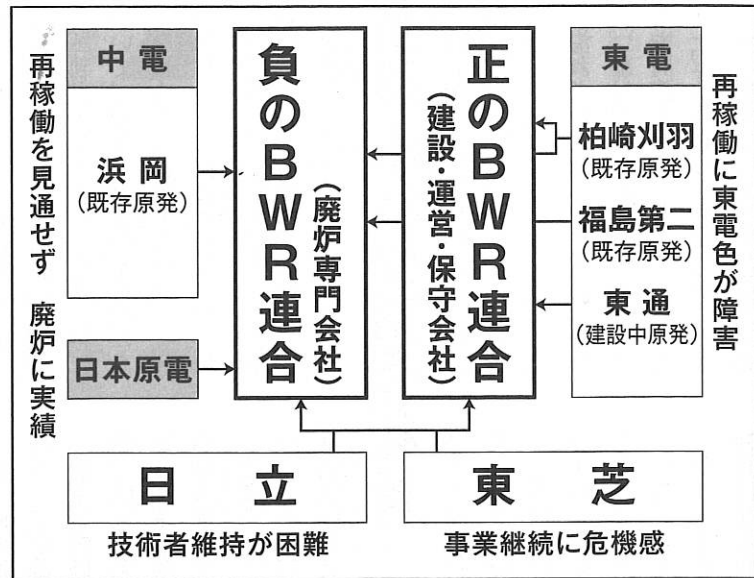 再稼働を見通せず 廃炉に実績
中電
浜岡
(既存原発)
日本原電
負のBWR連合
(廃炉専門会社)
正のBWR連合
(建設・運営・保守会社)
東電
柏崎刈羽
(既存原発)
福島第二
(既存原発)
東通
(建設中原発)
再稼働に東電色が障害
日立
技術者維持が困難
東芝
事業継続に危機感